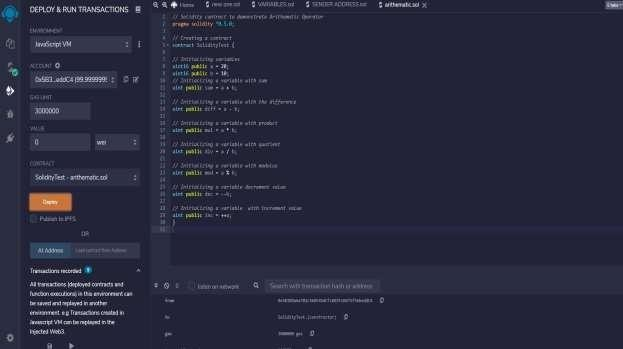 DEPLOY & RUN TRANSACTIONS
Home
new one.sol
VARIABLES.sol
SENDER ADDRESS.sol
arithmatic.sol
ENVIRONMENT
JavaScript VM
ACCOUNT
GAS LIMIT
3000000
VALUE
0
wei
CONTRACT
SolidityTest - arthematic.sol
Deploy
Publish to IPFS
OR
At Address
Load contract from Address
Transactions recorded
All transactions (deployed contracts and
function executions) in this environment
can be saved and replayed in
another environment.
e.g Transactions created in
Javascript VM can be replayed in the
Injected Web3.
1 // Solidity contract to demonstrate Arithematic Operator
2 pragma solidity ^0.5.0;
3
4 // Creating a contract
5 contract SolidityTest {
6
7 // Initializing variables
8 uint16 public a = 20;
9 uint16 public b = 10;
10 // Initializing a variable with sum
11 uint public sum = a + b;
12
13 // Initializing a variable with the difference
14 uint public diff = a - b;
15
16 // Initializing a variable with product
17 uint public mul = a * b;
18
19 // Initializing a variable with quotient
20 uint public div = a / b;
21
22 // Initializing a variable with modulus
23 uint public mod = a % b;
24
25 // Initializing a variable decrement value
26 uint public dec = --b;
27
28 // Initializing a variable with increment value
29 uint public inc = ++a;
30 }
31
listen on network
Search with transaction hash or address
from
to
SolidityTest.(constructor)
gas
3000000 gas